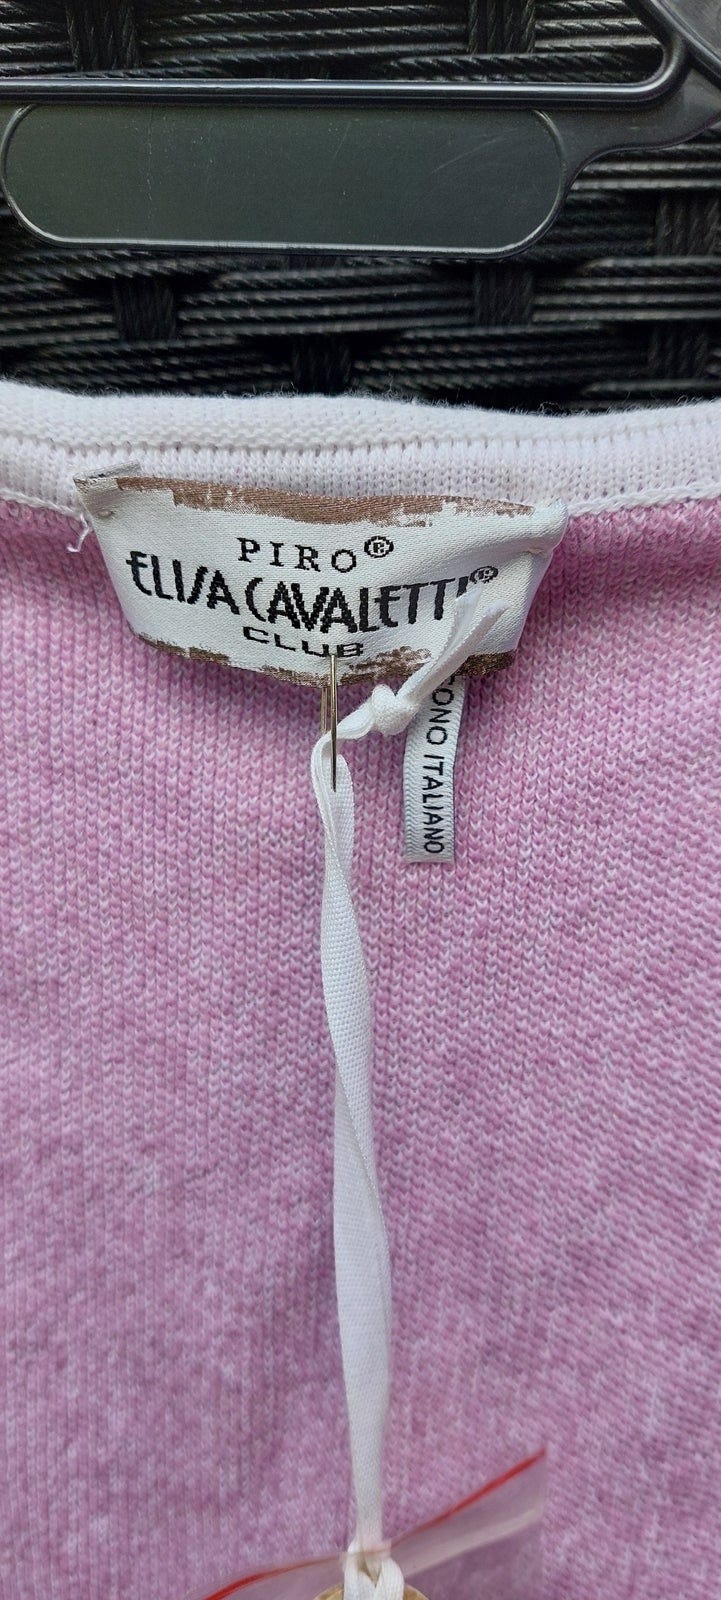 PIRO®
ELISA CAVALETTI®
CLUB
ONO ITALIANO